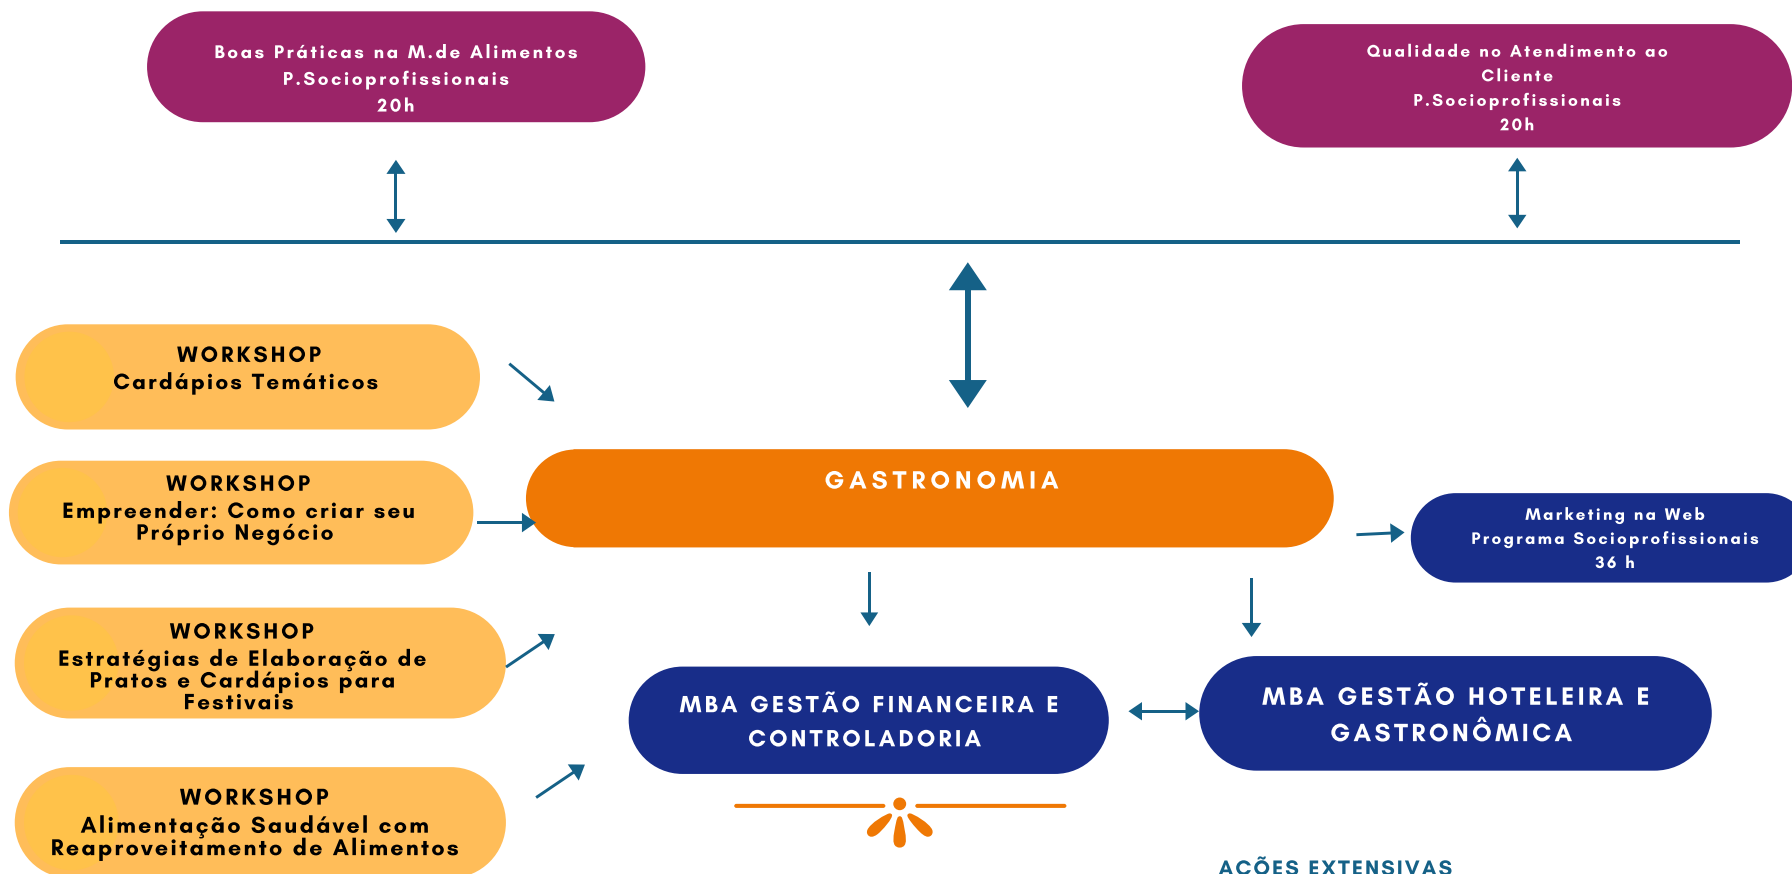 Boas Práticas na M.de Alimentos
P.Socioprofissionais
20h
Qualidade no Atendimento ao
Cliente
P.Socioprofissionais
20h
WORKSHOP
Cardápios Temáticos
WORKSHOP
Empreender: Como criar seu
Próprio Negócio
GASTRONOMIA
Marketing na Web
Programa Socioprofissionais
36 h
WORKSHOP
Estratégias de Elaboração de
Pratos e Cardápios para
Festivais
MBA GESTÃO FINANCEIRA E
CONTROLADORIA
MBA GESTÃO HOTELEIRA E
GASTRONÔMICA
WORKSHOP
Alimentação Saudável com
Reaproveitamento de Alimentos
AÇÕES EXTENSIVAS